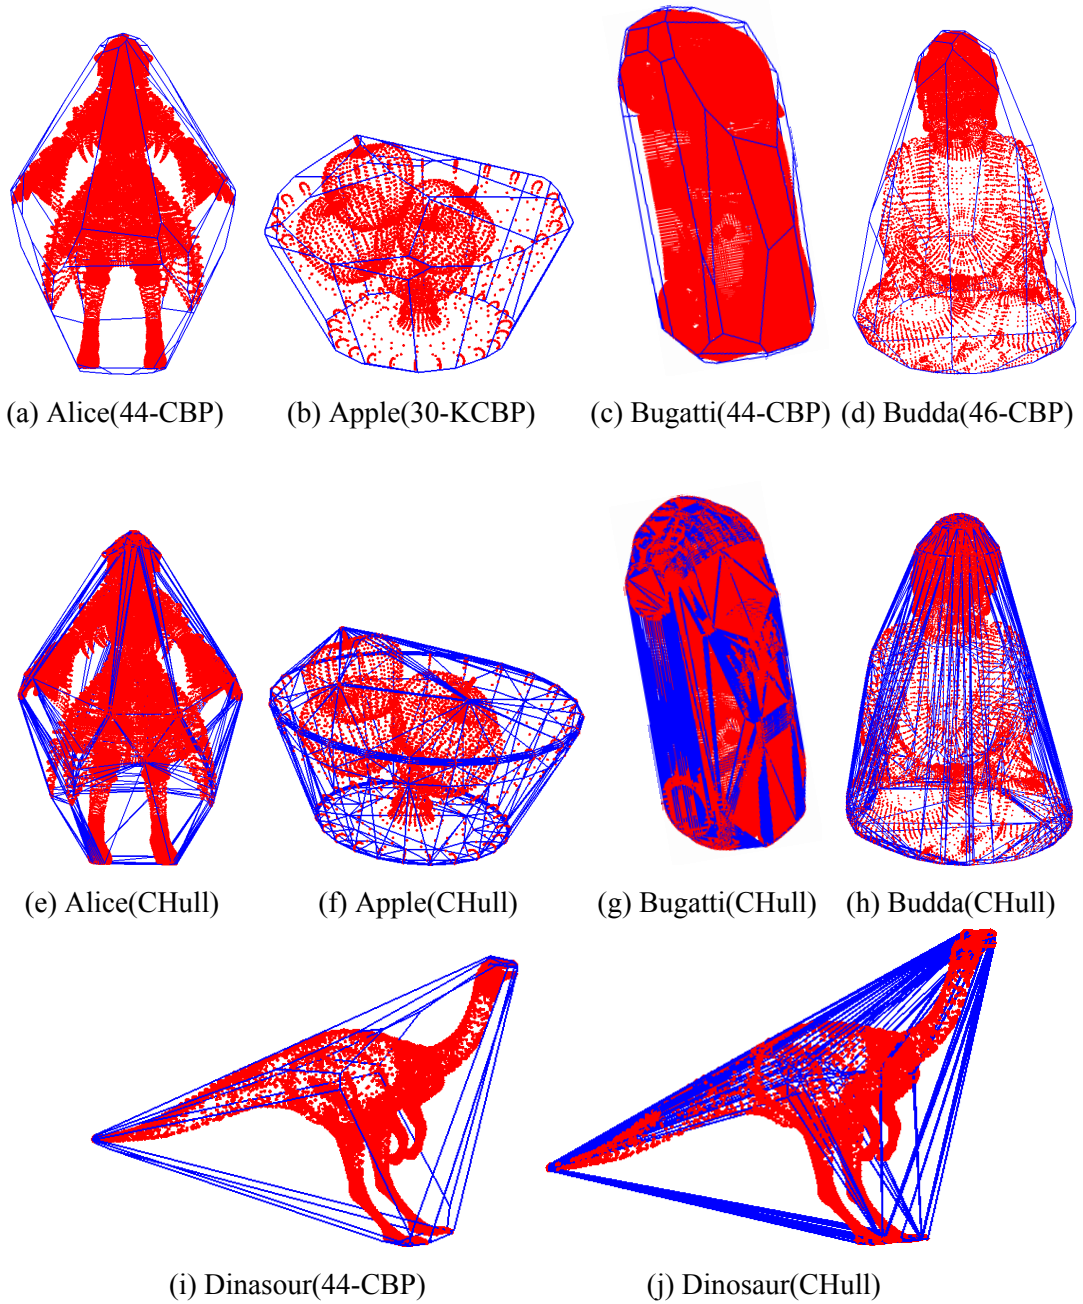 (a) Alice(44-CBP)
(b) Apple(30-KCBP)
(c) Bugatti(44-CBP)
(d) Budda(46-CBP)
(e) Alice(CHull)
(f) Apple(CHull)
(g) Bugatti(CHull)
(h) Budda(CHull)
(i) Dinasour(44-CBP)
(j) Dinosaur(CHull)